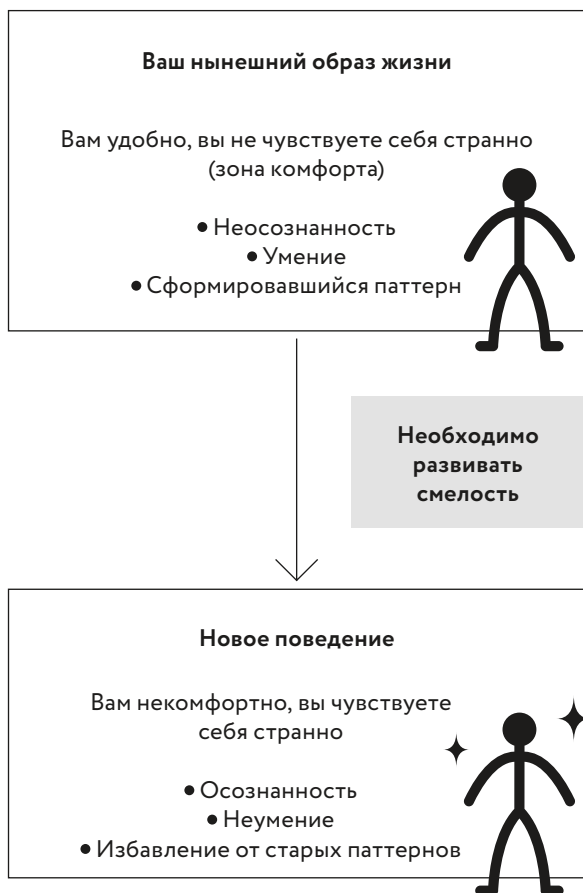 Ваш нынешний образ жизни
Вам удобно, вы не чувствуете себя странно
(зона комфорта)
● Неосознанность
● Умение
● Сформировавшийся паттерн
Необходимо
развивать
смелость
Новое поведение
Вам некомфортно, вы чувствуете
себя странно
● Осознанность
● Неумение
● Избавление от старых паттернов